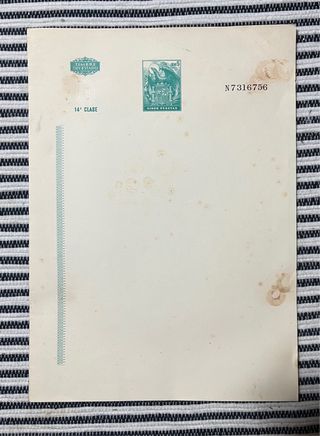 TIMBRE
DEL ESTADO
14ª CLASE
CINCO PESETAS
N7316756